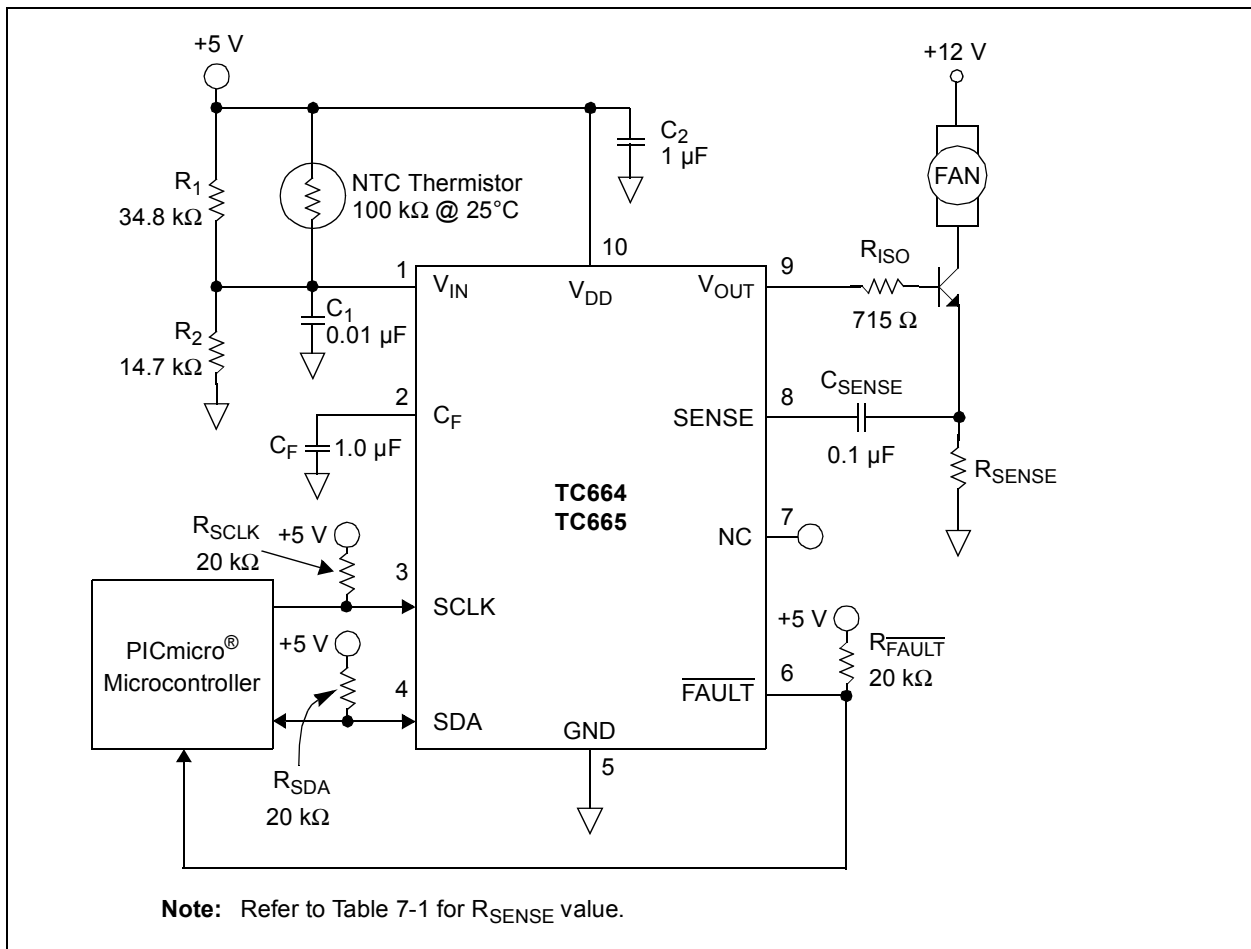 +5 V
+12 V
C2
1 µF
FAN
R1
34.8 kΩ
NTC Thermistor
100 kΩ @ 25°C
10
RISO
1
9
VIN
VDD
VOUT
C1
0.01 µF
715 Ω
R2
14.7 kΩ
CSENSE
2
8
CF
SENSE
0.1 µF
CF
1.0 µF
RSENSE
TC664
TC665
7
NC
RSCLK
20 kΩ
+5 V
3
SCLK
+5 V
RFAULT
20 kΩ
PICmicro®
Microcontroller
+5 V
4
SDA
6
FAULT
GND
5
RSDA
20 kΩ
Note: Refer to Table 7-1 for RSENSE value.